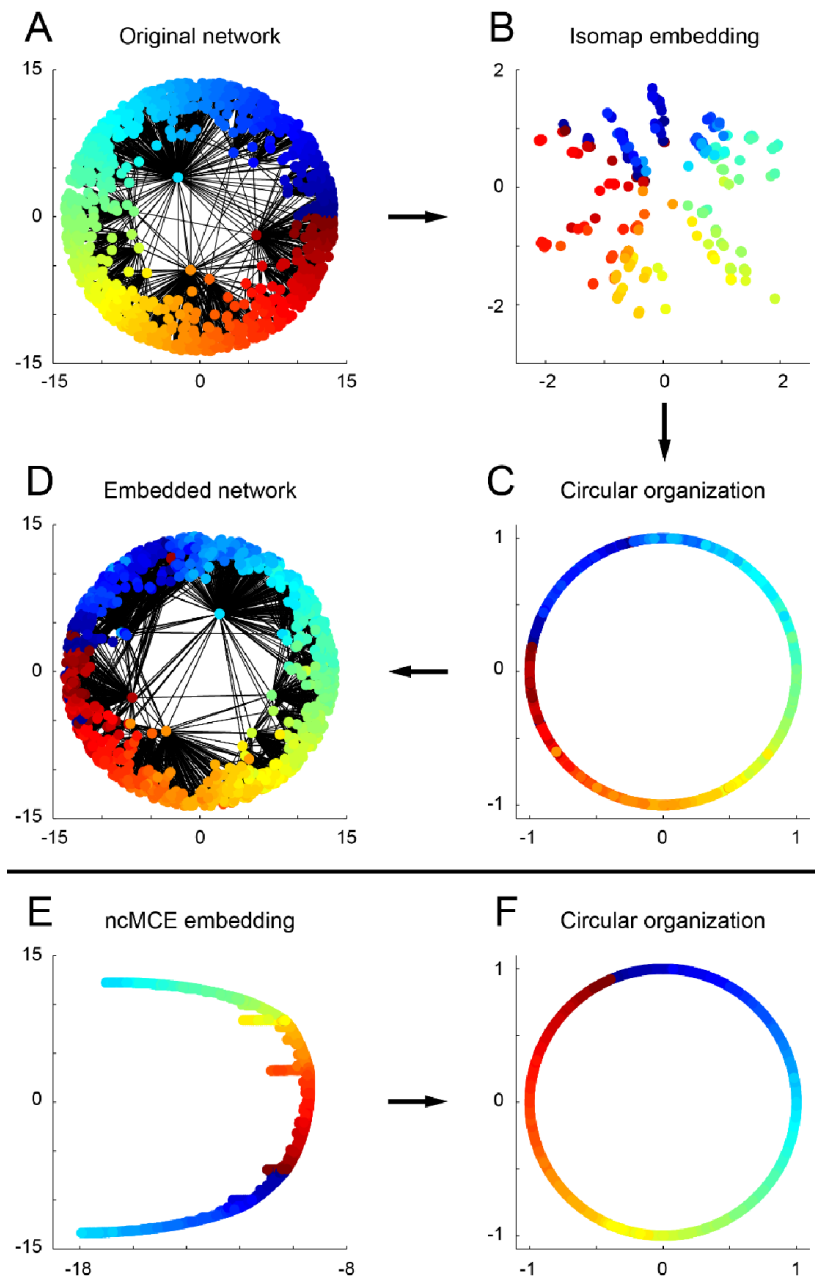 A
Original network
15
0
-15
-15
0
15
B
Isomap embedding
2
0
-2
-2
0
2
D
Embedded network
15
0
-15
-15
0
15
C
Circular organization
1
0
-1
-1
0
1
E
ncMCE embedding
15
0
-15
-18
-8
F
Circular organization
1
0
-1
-1
0
1